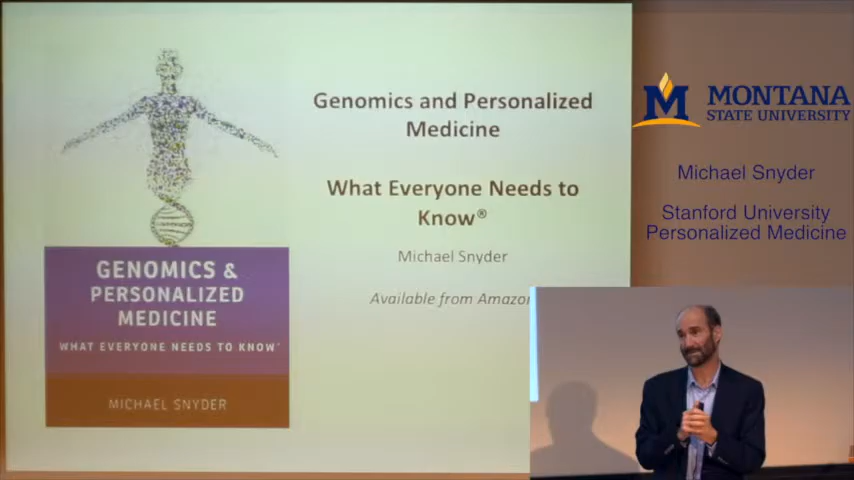 Genomics and Personalized
Medicine
What Everyone Needs to
Know®
Michael Snyder
Available from Amazon
GENOMICS &
PERSONALIZED
MEDICINE
WHAT EVERYONE NEEDS TO KNOW®
MICHAEL SNYDER
M MONTANA
STATE UNIVERSITY
Michael Snyder
Stanford University
Personalized Medicine